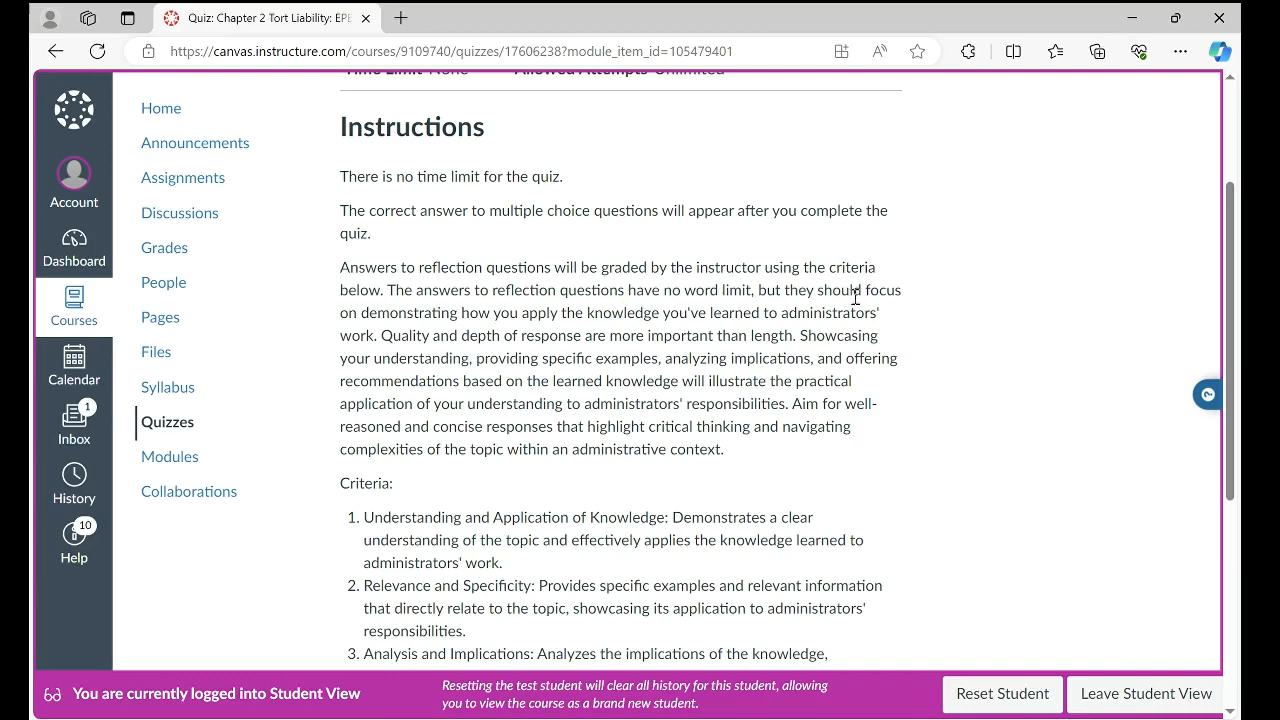 Quiz: Chapter 2 Tort Liability: EPE
https://canvas.instructure.com/courses/9109740/quizzes/17606238?module_item_id=105479401
Time Limit None Allowed Attempts Unlimited
Home
Announcements
Assignments
Discussions
Grades
People
Pages
Files
Syllabus
Quizzes
Modules
Collaborations
Account
Dashboard
Courses
Calendar
1
Inbox
History
10
Help
Instructions
There is no time limit for the quiz.
The correct answer to multiple choice questions will appear after you complete the
quiz.
Answers to reflection questions will be graded by the instructor using the criteria
below. The answers to reflection questions have no word limit, but they should focus
on demonstrating how you apply the knowledge you've learned to administrators'
work. Quality and depth of response are more important than length. Showcasing
your understanding, providing specific examples, analyzing implications, and offering
recommendations based on the learned knowledge will illustrate the practical
application of your understanding to administrators' responsibilities. Aim for well-
reasoned and concise responses that highlight critical thinking and navigating
complexities of the topic within an administrative context.
Criteria:
1. Understanding and Application of Knowledge: Demonstrates a clear
understanding of the topic and effectively applies the knowledge learned to
administrators' work.
2. Relevance and Specificity: Provides specific examples and relevant information
that directly relate to the topic, showcasing its application to administrators'
responsibilities.
3. Analysis and Implications: Analyzes the implications of the knowledge,
You are currently logged into Student View
Resetting the test student will clear all history for this student, allowing
you to view the course as a brand new student.
Reset Student
Leave Student View